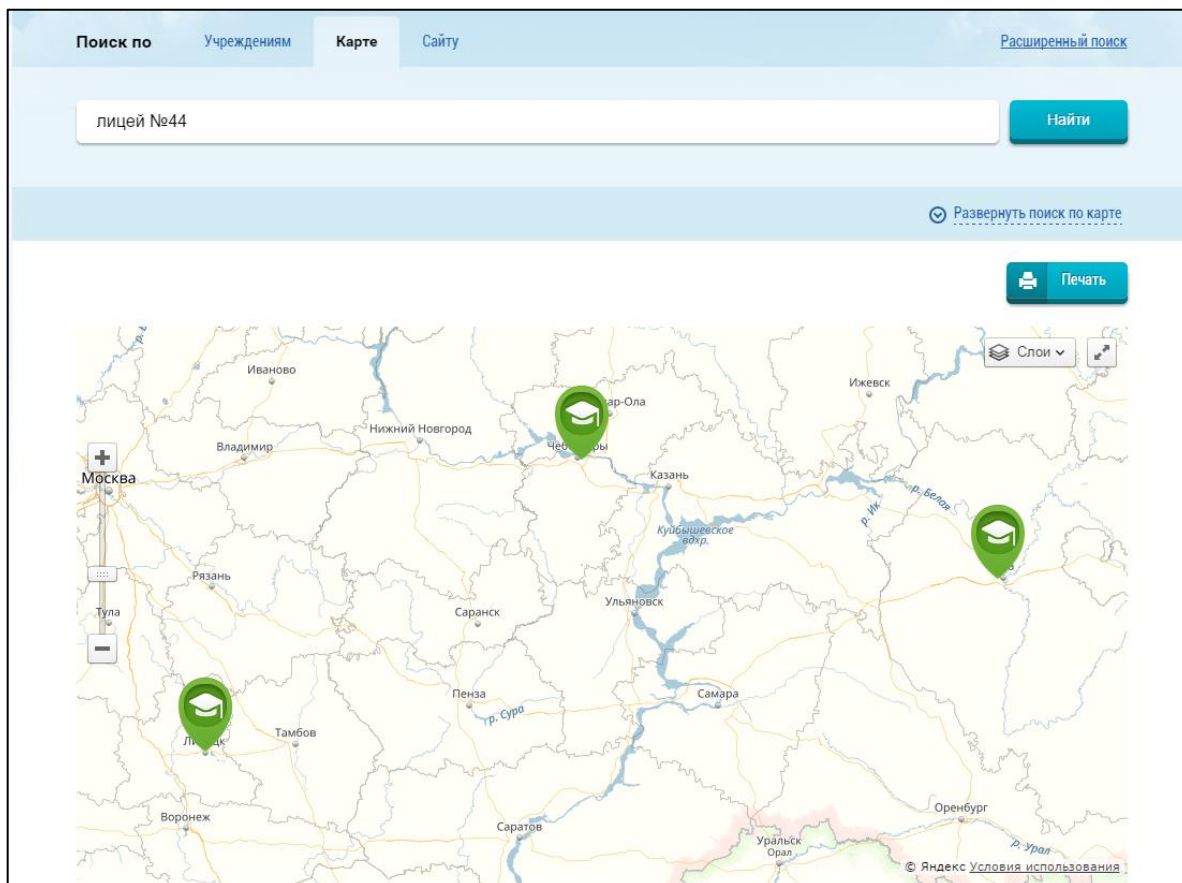 Поиск по Учреждениям Карте Сайту Расширенный поиск
лицей №44 Найти
Развернуть поиск по карте
Печать
Слои
Иваново
Ижевск
Нижний Новгород
Владимир
Казань
Москва
р. Белая
р. Ик
Куйбышевское
вдхр.
Рязань
Ульяновск
Тула
Саранск
Пенза
Самара
р. Сура
Тамбов
Воронеж
Оренбург
Саратов
Уральск
Орал
р. Урал
© Яндекс Условия использования